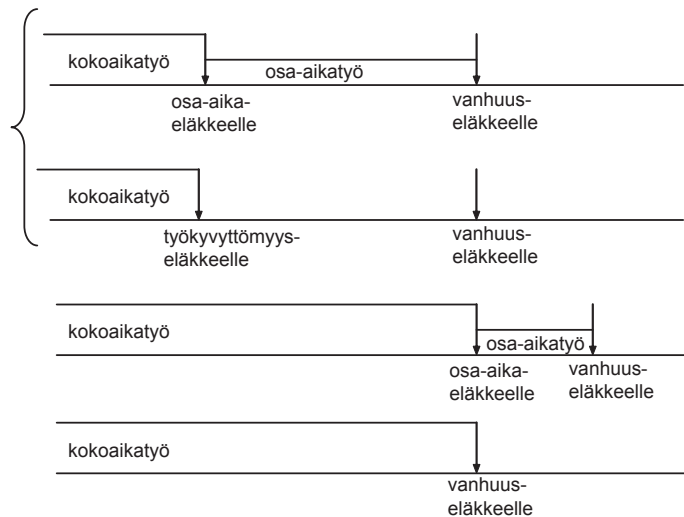 kokoaikatyö
osa-aikatyö
osa-aika-
eläkkeelle
vanhuus-
eläkkeelle
kokoaikatyö
työkyvyttömyys-
eläkkeelle
vanhuus-
eläkkeelle
kokoaikatyö
osa-aikatyö
osa-aika-
eläkkeelle
vanhuus-
eläkkeelle
kokoaikatyö
vanhuus-
eläkkeelle